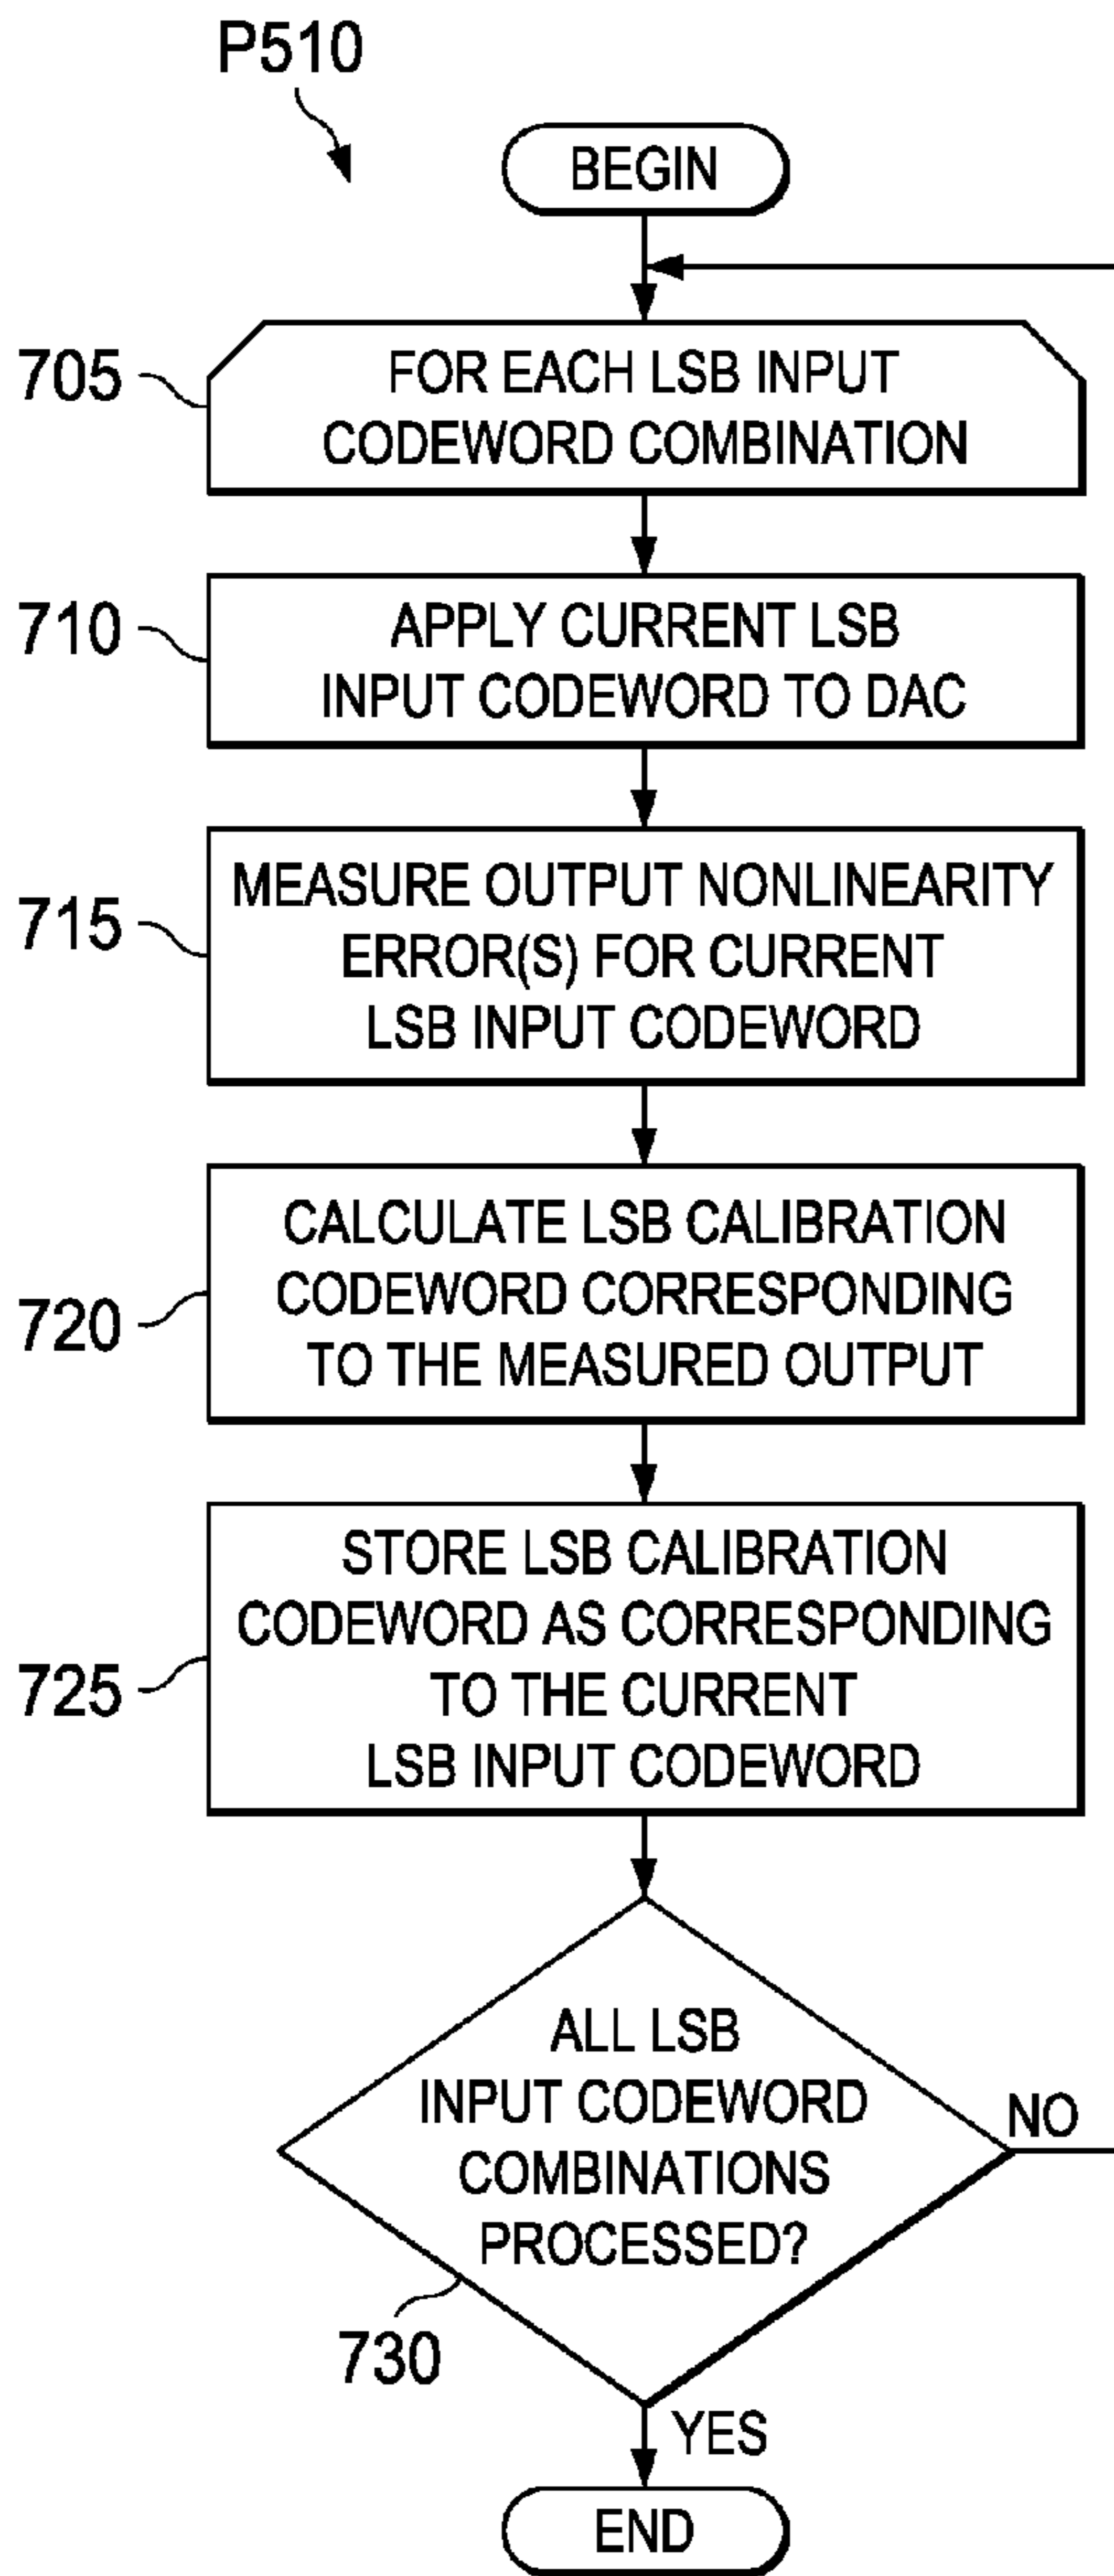 P510
BEGIN
705
FOR EACH LSB INPUT
CODEWORD COMBINATION
710
APPLY CURRENT LSB
INPUT CODEWORD TO DAC
715
MEASURE OUTPUT NONLINEARITY
ERROR(S) FOR CURRENT
LSB INPUT CODEWORD
720
CALCULATE LSB CALIBRATION
CODEWORD CORRESPONDING
TO THE MEASURED OUTPUT
725
STORE LSB CALIBRATION
CODEWORD AS CORRESPONDING
TO THE CURRENT
LSB INPUT CODEWORD
ALL LSB
INPUT CODEWORD
COMBINATIONS
PROCESSED?
NO
730
YES
END